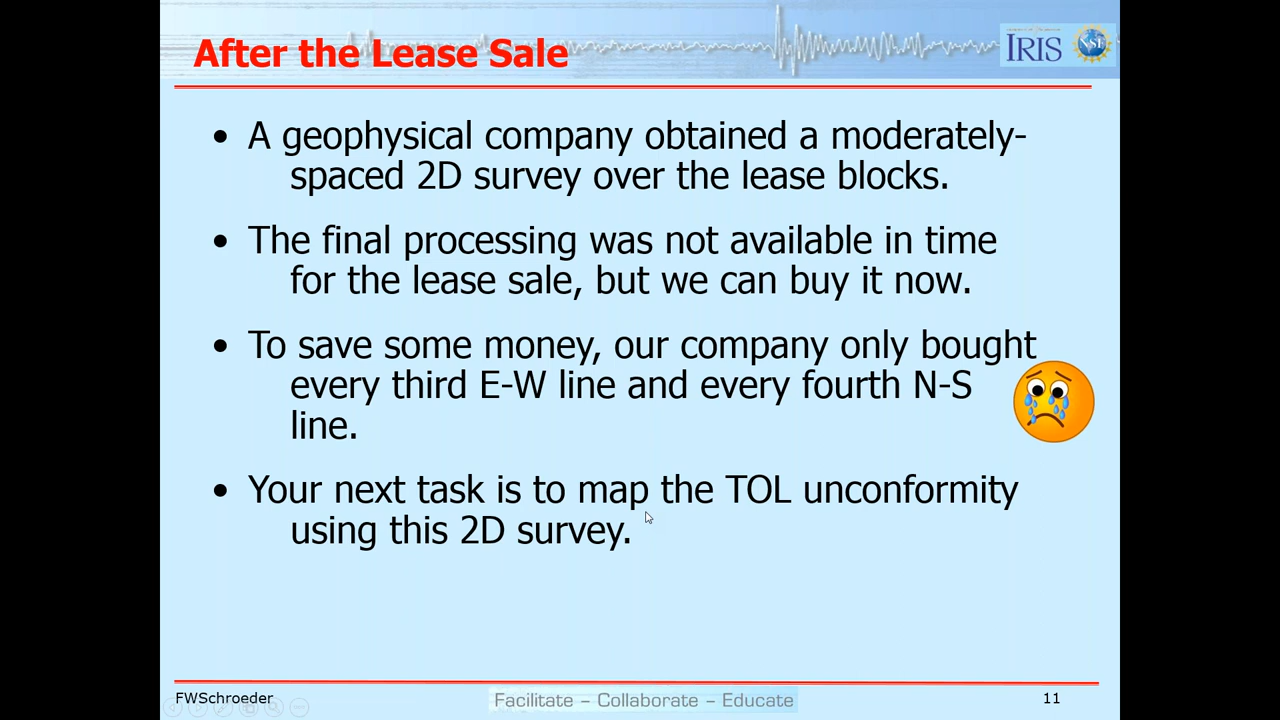 After the Lease Sale
IRIS
NSF
• A geophysical company obtained a moderately-
spaced 2D survey over the lease blocks.
• The final processing was not available in time
for the lease sale, but we can buy it now.
• To save some money, our company only bought
every third E-W line and every fourth N-S
line.
• Your next task is to map the TOL unconformity
using this 2D survey.
FWSchroeder
Facilitate – Collaborate – Educate
11